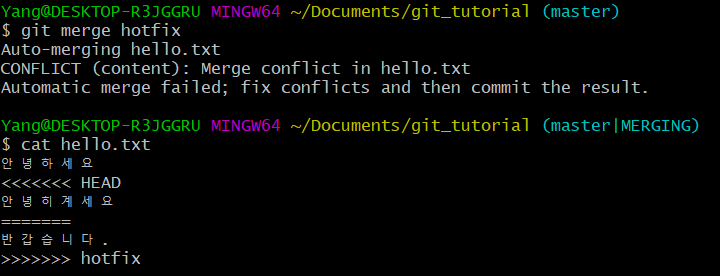 Yang@DESKTOP-R3JGGRU MINGW64 ~/Documents/git_tutorial (master)
$ git merge hotfix
Auto-merging hello.txt
CONFLICT (content): Merge conflict in hello.txt
Automatic merge failed; fix conflicts and then commit the result.

Yang@DESKTOP-R3JGGRU MINGW64 ~/Documents/git_tutorial (master|MERGING)
$ cat hello.txt
안녕하세요
<<<<<<< HEAD
안녕히계세요
=======
반갑습니다.
>>>>>>> hotfix